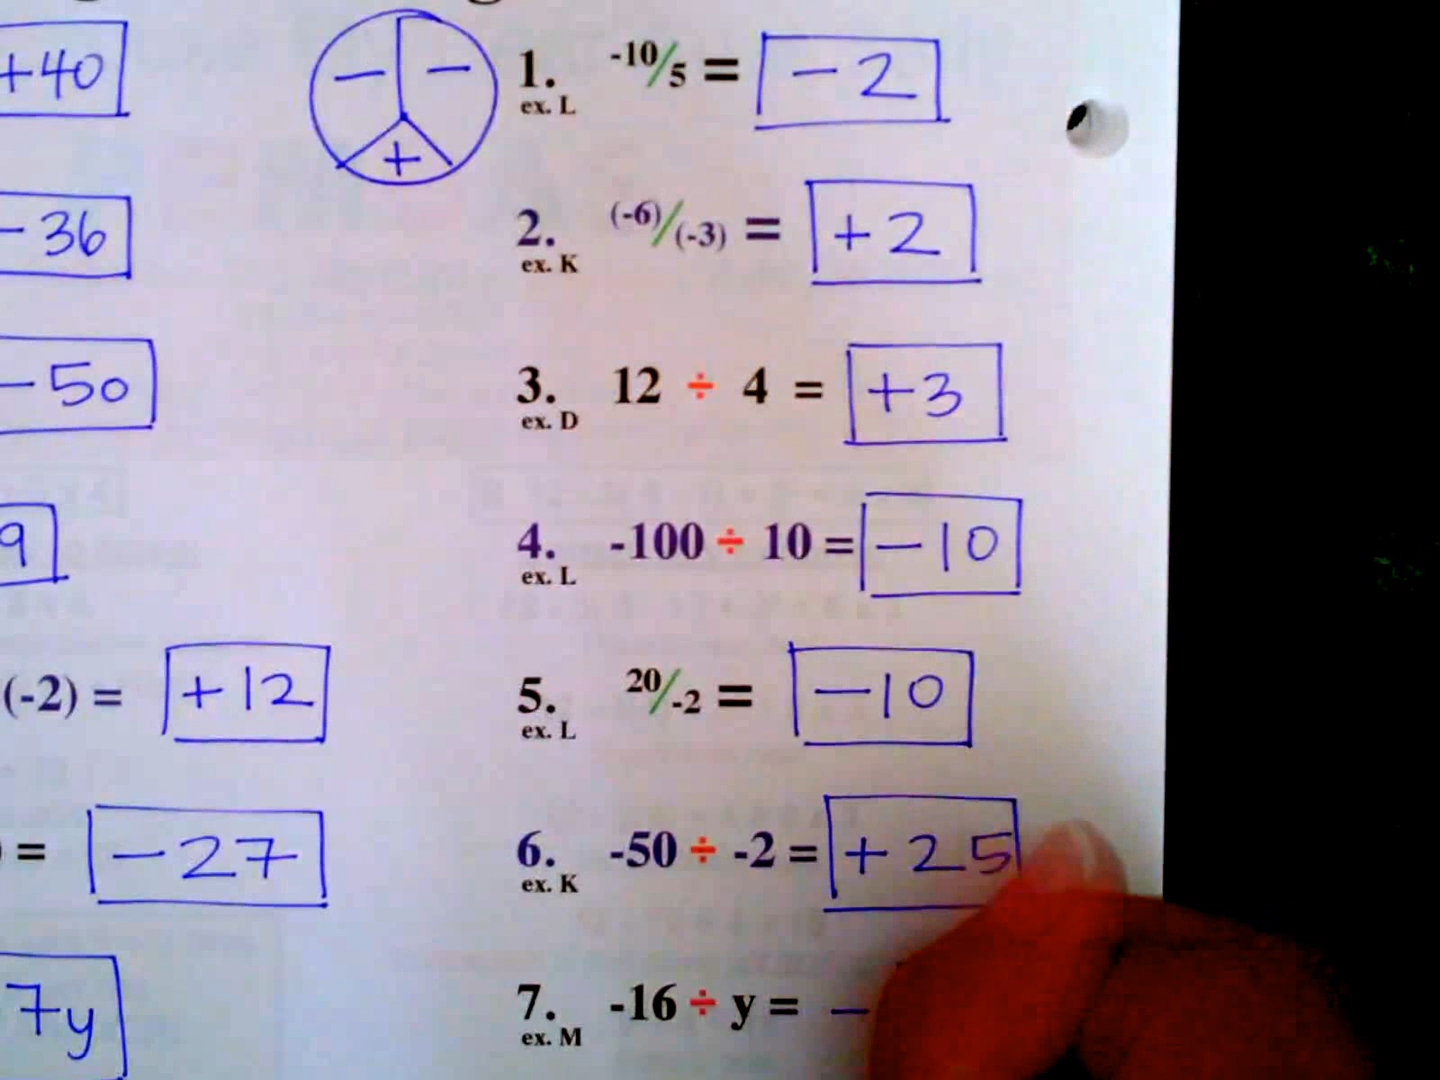 +40
-36
-50
9
(-2) = +12
) = -27
7y
- -
+
1. -10/5 = -2
ex. L
2. (-6)/(-3) = +2
ex. K
3. 12 ÷ 4 = +3
ex. D
4. -100 ÷ 10 = -10
ex. L
5. 20/-2 = -10
ex. L
6. -50 ÷ -2 = +25
ex. K
7. -16 ÷ y = -
ex. M